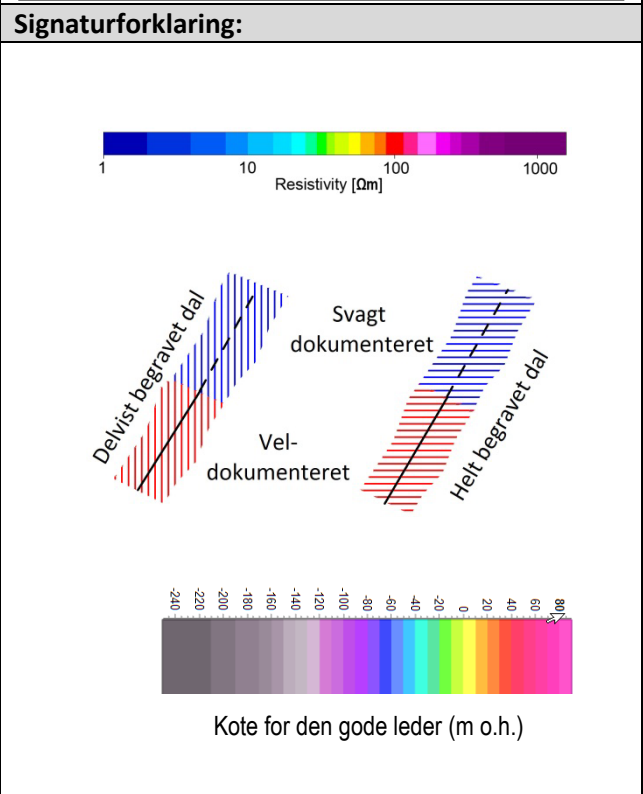 Signaturforklaring:
1 10 100 1000
Resistivity [Ωm]
Delvist begravet dal
Svagt
dokumenteret
Vel-
dokumenteret
Helt begravet dal
-240 -220 -200 -180 -160 -140 -120 -100 -80 -60 -40 -20 0 20 40 60 80
Kote for den gode leder (m o.h.)